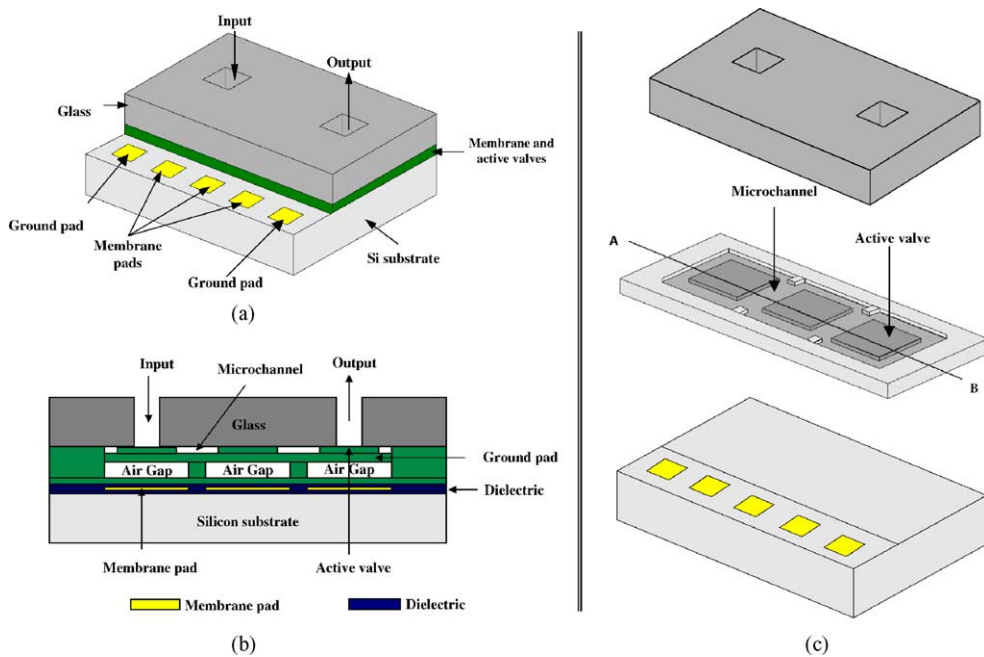 Input
Output
Glass
Membrane and
active valves
Ground pad
Membrane
pads
Ground pad
Si substrate
(a)
Input
Microchannel
Output
Glass
Ground pad
Air Gap
Air Gap
Air Gap
Dielectric
Silicon substrate
Membrane pad
Active valve
Membrane pad
Dielectric
(b)
Microchannel
A
Active valve
B
(c)